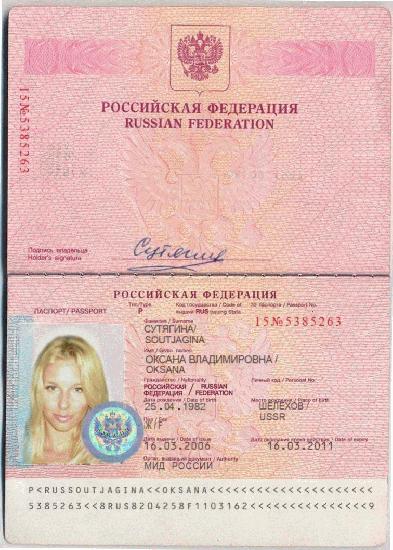 РОССИЙСКАЯ ФЕДЕРАЦИЯ
RUSSIAN FEDERATION
15№5385263
Подпись владельца
Holder's signature
Сутягина
РОССИЙСКАЯ ФЕДЕРАЦИЯ
ПАСПОРТ/ PASSPORT
Тип/Type Код государства / Code of № паспорта / Passport No.
P выдачи RUS issuing State
15№5385263
Фамилия / Surname
СУТЯГИНА/
SOUTJAGINA
Имя / Given names
ОКСАНА ВЛАДИМИРОВНА /
OKSANA
Гражданство / Nationality Личный код / Personal No.
РОССИЙСКАЯ / RUSSIAN
ФЕДЕРАЦИЯ / FEDERATION
Дата рождения / Date of birth Место рождения / Place of birth
25.04.1982 ШЕЛЕХОВ /
Ж/F USSR
Дата выдачи / Date of issue Дата окончания срока действия / Date of expiry
16.03.2006 16.03.2011
Орган, выдавший документ / Authority
МИД РОССИИ
P<RUSSOUTJAGINA<<OKSANA<<<<<<<<<<<<<<<<<<<<<
5385263<<8RUS8204258F1103162<<<<<<<<<<<<<<<9